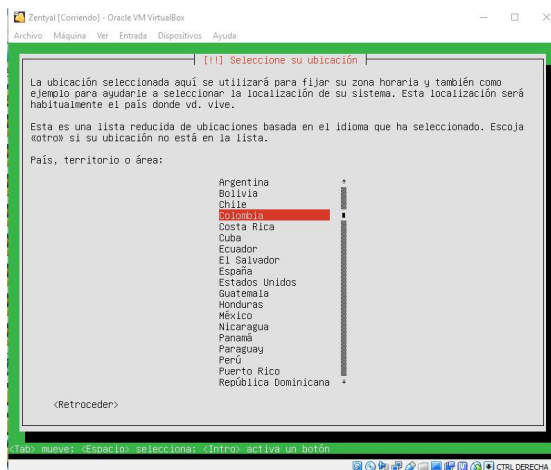 Zentyal [Corriendo] - Oracle VM VirtualBox
Archivo Máquina Ver Entrada Dispositivos Ayuda
[!!] Seleccione su ubicación
La ubicación seleccionada aquí se utilizará para fijar su zona horaria y también como
ejemplo para ayudarle a seleccionar la localización de su sistema. Esta localización será
habitualmente el país donde vd. vive.
Esta es una lista reducida de ubicaciones basada en el idioma que ha seleccionado. Escoja
«otro» si su ubicación no está en la lista.
País, territorio o área:
Argentina
Bolivia
Chile
Colombia
Costa Rica
Cuba
Ecuador
El Salvador
España
Estados Unidos
Guatemala
Honduras
México
Nicaragua
Panamá
Paraguay
Perú
Puerto Rico
República Dominicana
<Retroceder>
<Tab> mueve; <Espacio> selecciona; <Intro> activa un botón
CTRL DERECHA